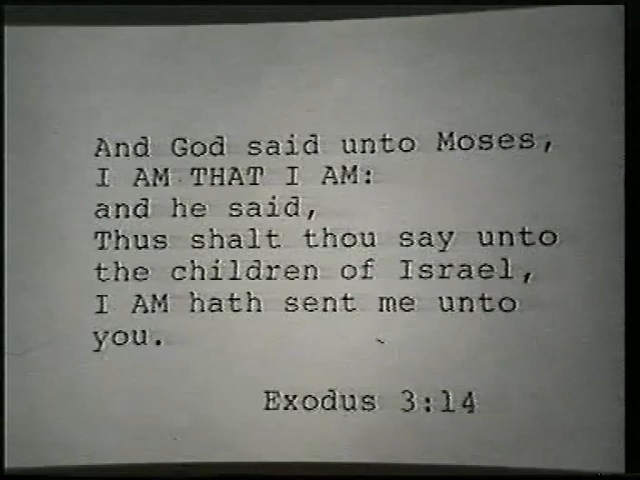 And God said unto Moses,
I AM THAT I AM:
and he said,
Thus shalt thou say unto
the children of Israel,
I AM hath sent me unto
you.
Exodus 3:14